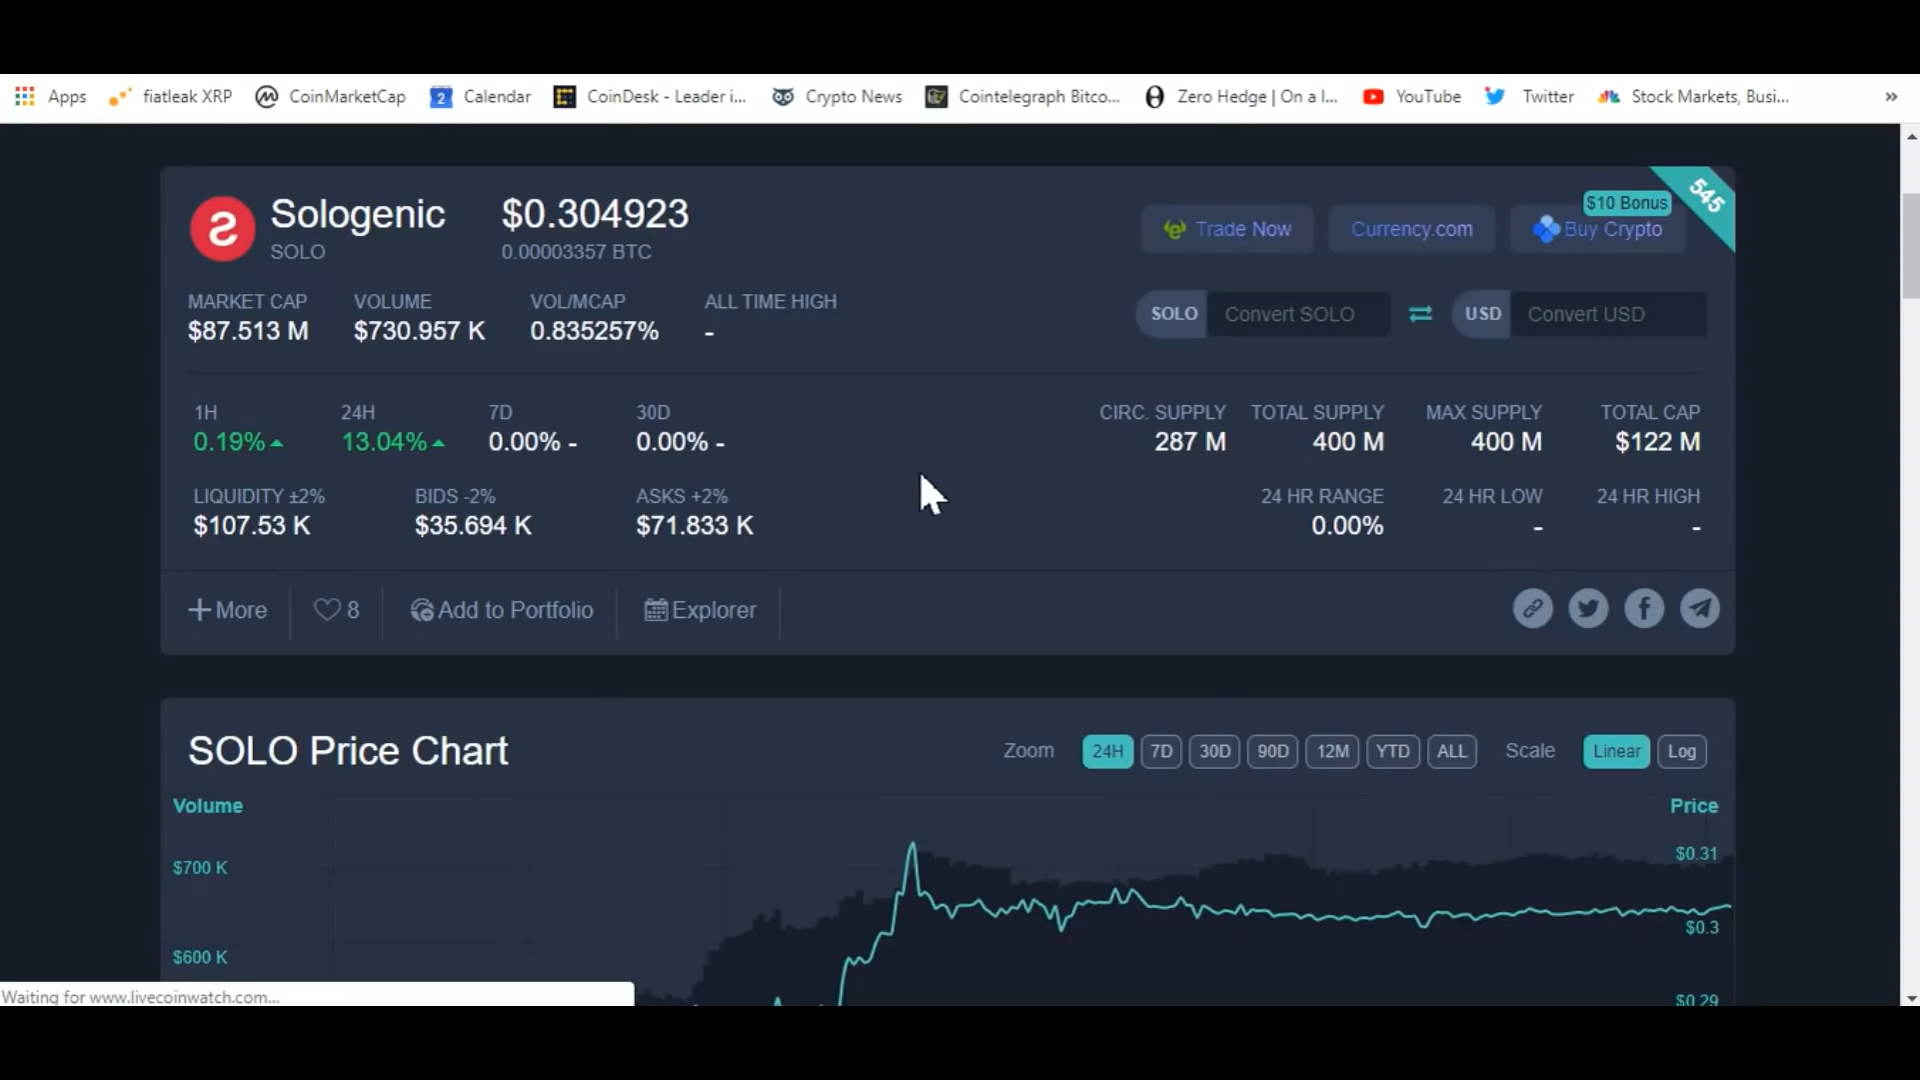 Apps fiatleak XRP CoinMarketCap 2 Calendar CoinDesk - Leader i... Crypto News Cointelegraph Bitco... Zero Hedge | On a l... YouTube Twitter Stock Markets, Busi... »
Sologenic $0.304923
SOLO 0.00003357 BTC
Trade Now Currency.com $10 Bonus Buy Crypto 545
MARKET CAP VOLUME VOL/MCAP ALL TIME HIGH
$87.513 M $730.957 K 0.835257% -
SOLO Convert SOLO USD Convert USD
1H 24H 7D 30D CIRC. SUPPLY TOTAL SUPPLY MAX SUPPLY TOTAL CAP
0.19% 13.04% 0.00% - 0.00% - 287 M 400 M 400 M $122 M
LIQUIDITY ±2% BIDS -2% ASKS +2% 24 HR RANGE 24 HR LOW 24 HR HIGH
$107.53 K $35.694 K $71.833 K 0.00% - -
+ More 8 Add to Portfolio Explorer
SOLO Price Chart Zoom 24H 7D 30D 90D 12M YTD ALL Scale Linear Log
Volume Price
$700 K $0.31
$0.3
$600 K
Waiting for www.livecoinwatch.com... $0.29